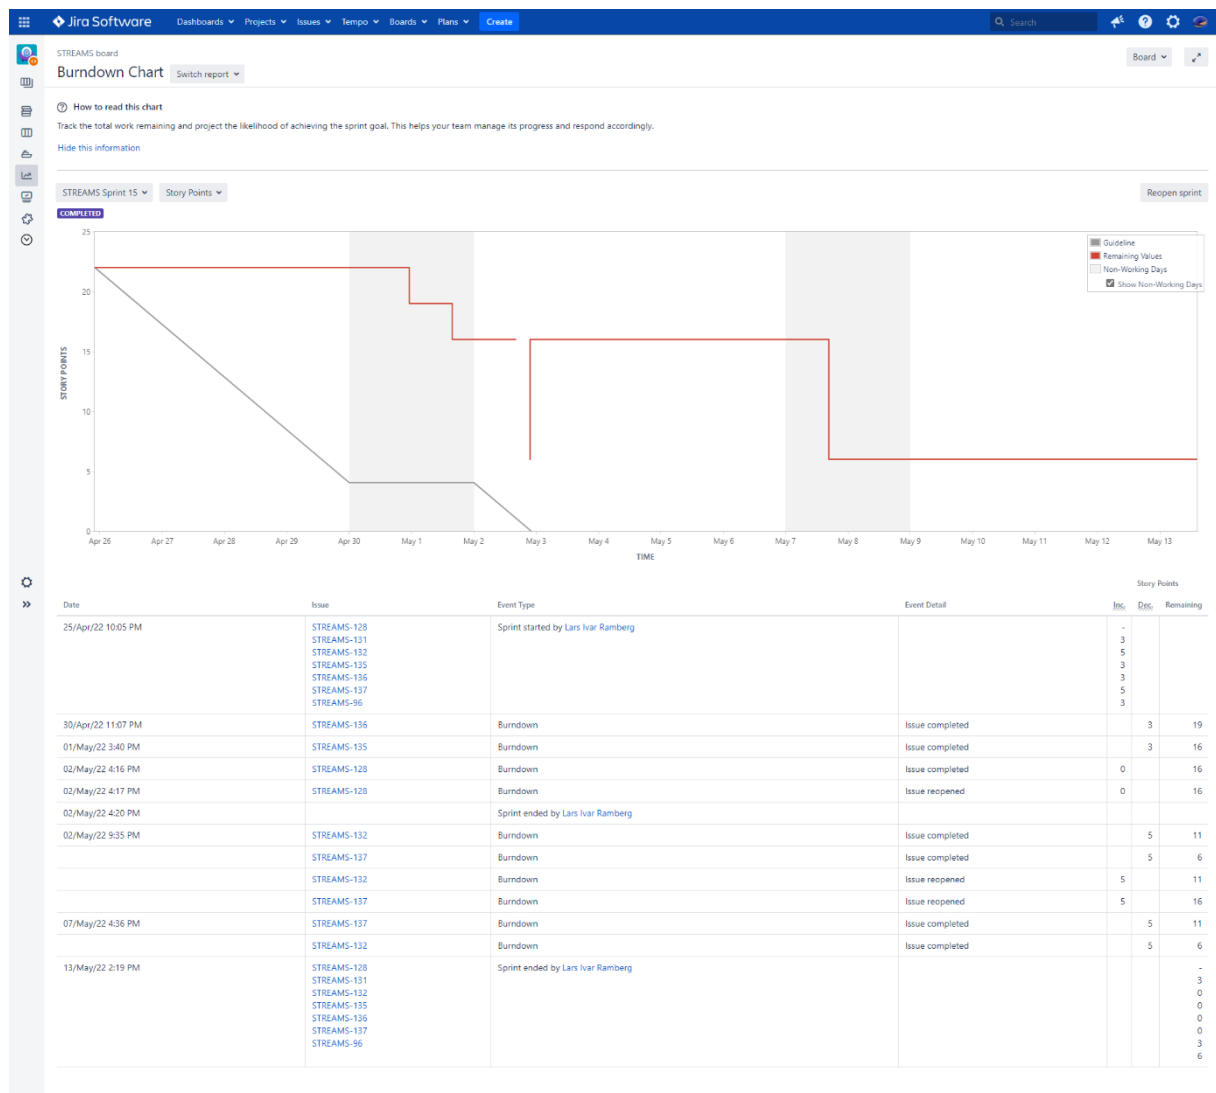 Jira Software Dashboards Projects Issues Tempo Boards Plans Create Search
STREAMS board
Board
Burndown Chart Switch report
How to read this chart
Track the total work remaining and project the likelihood of achieving the sprint goal. This helps your team manage its progress and respond accordingly.
Hide this information
STREAMS Sprint 15 Story Points Reopen sprint
COMPLETED
25
20
15
10
5
0
STORY POINTS
Guideline
Remaining Values
Non-Working Days
Show Non-Working Days
Apr 26 Apr 27 Apr 28 Apr 29 Apr 30 May 1 May 2 May 3 May 4 May 5 May 6 May 7 May 8 May 9 May 10 May 11 May 12 May 13
TIME
Story Points
Date Issue Event Type Event Detail Inc. Dec. Remaining
25/Apr/22 10:05 PM STREAMS-128 Sprint started by Lars Ivar Ramberg -
STREAMS-131 3
STREAMS-132 5
STREAMS-135 3
STREAMS-136 3
STREAMS-137 5
STREAMS-96 3
30/Apr/22 11:07 PM STREAMS-136 Burndown Issue completed 3 19
01/May/22 3:40 PM STREAMS-135 Burndown Issue completed 3 16
02/May/22 4:16 PM STREAMS-128 Burndown Issue completed 0 16
02/May/22 4:17 PM STREAMS-128 Burndown Issue reopened 0 16
02/May/22 4:20 PM Sprint ended by Lars Ivar Ramberg
02/May/22 9:35 PM STREAMS-132 Burndown Issue completed 5 11
STREAMS-137 Burndown Issue completed 5 6
STREAMS-132 Burndown Issue reopened 5 11
STREAMS-137 Burndown Issue reopened 5 16
07/May/22 4:36 PM STREAMS-137 Burndown Issue completed 5 11
STREAMS-132 Burndown Issue completed 5 6
13/May/22 2:19 PM STREAMS-128 Sprint ended by Lars Ivar Ramberg -
STREAMS-131 3
STREAMS-132 0
STREAMS-135 0
STREAMS-136 0
STREAMS-137 0
STREAMS-96 3
6